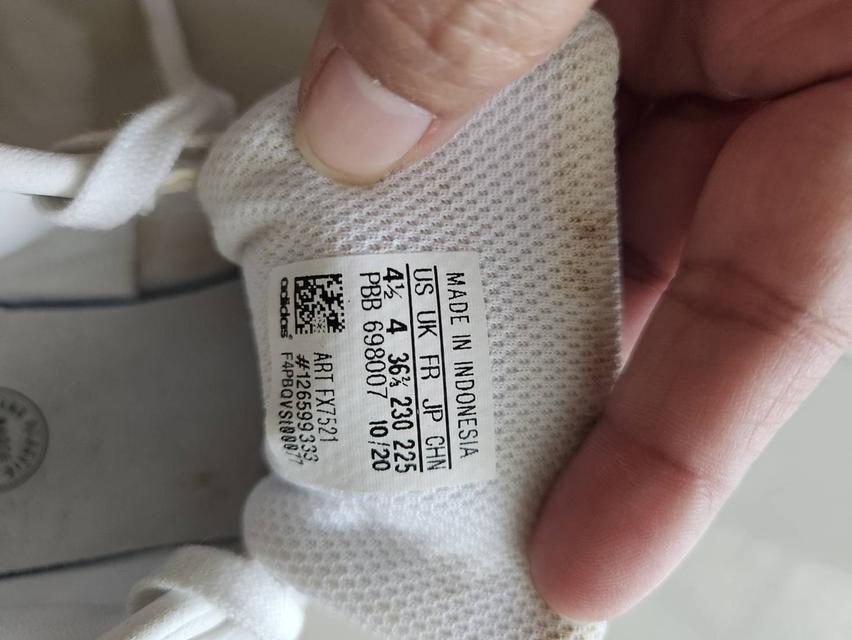 MADE IN INDONESIA
US UK FR JP CHN
4½ 4 36⅔ 230 225
PBB 698007 10/20
adidas
ART FX7521
#126599333